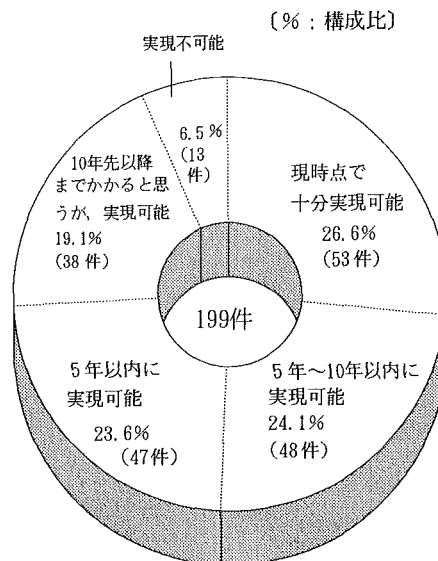 〔%:構成比〕
実現不可能
6.5%
(13
件)
現時点で
十分実現可能
26.6%
(53件)
5年~10年以内に
実現可能
24.1%
(48件)
5年以内に
実現可能
23.6%
(47件)
10年先以降
までかかると思
うが,実現可能
19.1%
(38件)
199件